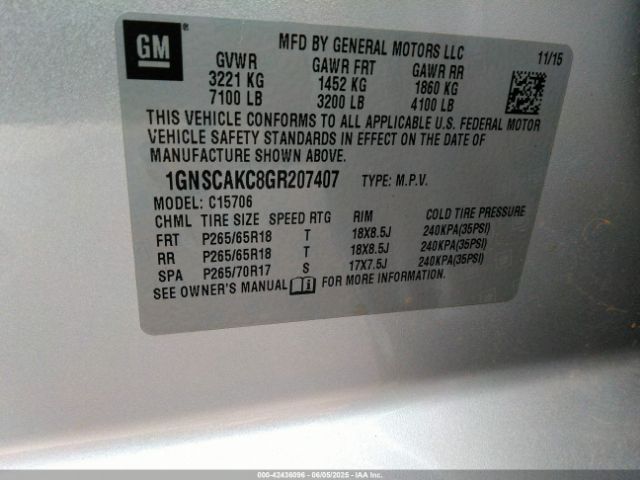 GM
MFD BY GENERAL MOTORS LLC
11/15
GVWR GAWR FRT GAWR RR
3221 KG 1452 KG 1860 KG
7100 LB 3200 LB 4100 LB
THIS VEHICLE CONFORMS TO ALL APPLICABLE U.S. FEDERAL MOTOR
VEHICLE SAFETY STANDARDS IN EFFECT ON THE DATE OF
MANUFACTURE SHOWN ABOVE.
1GNSCAKC8GR207407 TYPE: M.P.V.
MODEL: C15706
CHML TIRE SIZE SPEED RTG RIM COLD TIRE PRESSURE
FRT P265/65R18 T 18X8.5J 240KPA(35PSI)
RR P265/65R18 T 18X8.5J 240KPA(35PSI)
SPA P265/70R17 S 17X7.5J 240KPA(35PSI)
SEE OWNER'S MANUAL FOR MORE INFORMATION.
000-42436096 - 06/05/2025 - IAA Inc.